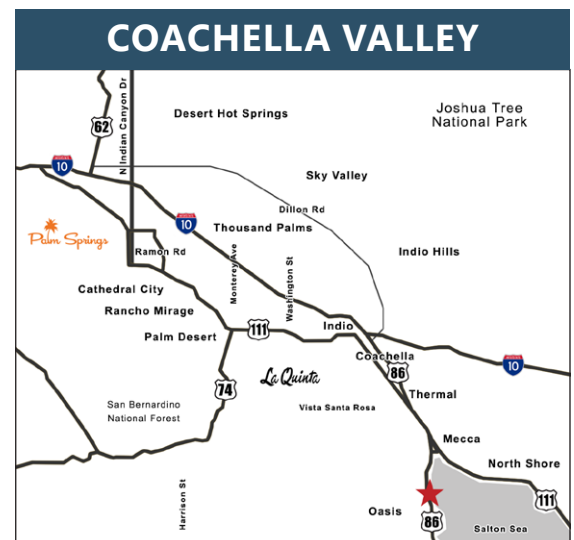 COACHELLA VALLEY
N Indian Canyon Dr
62
Desert Hot Springs
Joshua Tree
National Park
10
Sky Valley
Dillon Rd
10
Thousand Palms
Palm Springs
Ramon Rd
Monterey Ave
Washington St
Indio Hills
Cathedral City
Rancho Mirage
Palm Desert
111
Indio
Coachella
10
86
74
La Quinta
Thermal
San Bernardino
National Forest
Vista Santa Rosa
Mecca
North Shore
Harrison St
Oasis
86
111
Salton Sea